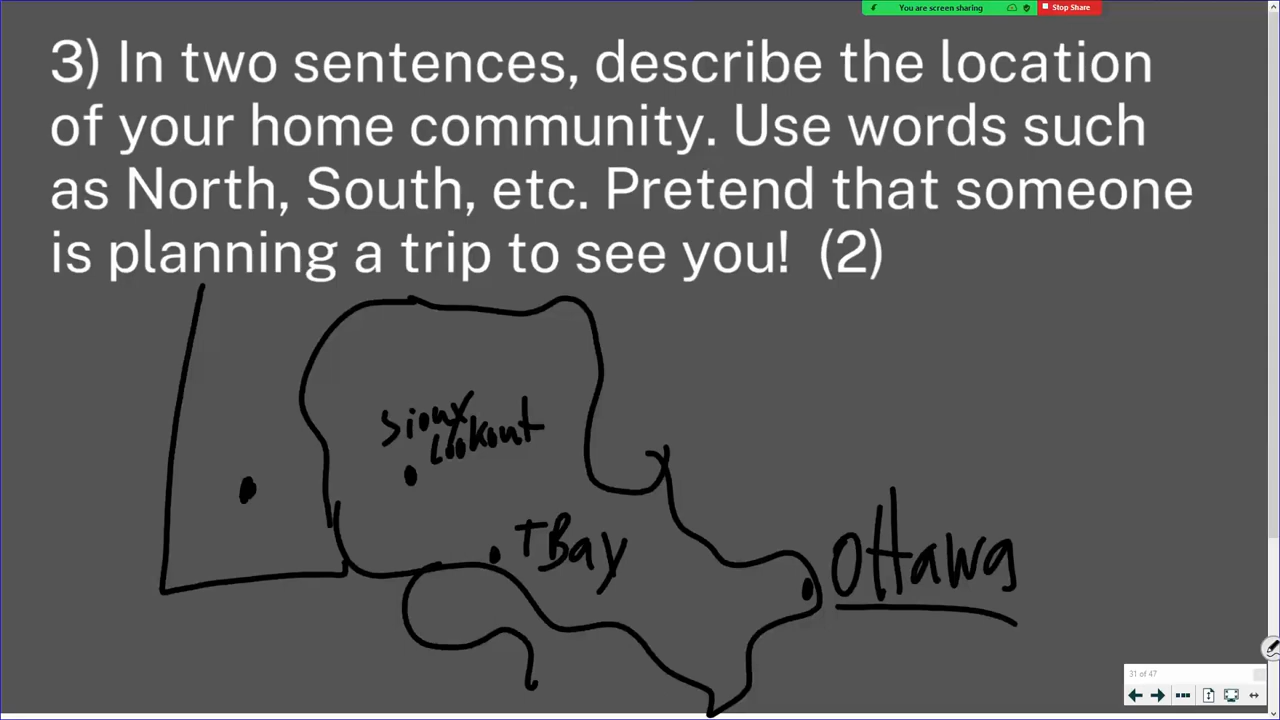 You are screen sharing
Stop Share
3) In two sentences, describe the location
of your home community. Use words such
as North, South, etc. Pretend that someone
is planning a trip to see you! (2)
Sioux
Lookout
TBay
Ottawa
31 of 47